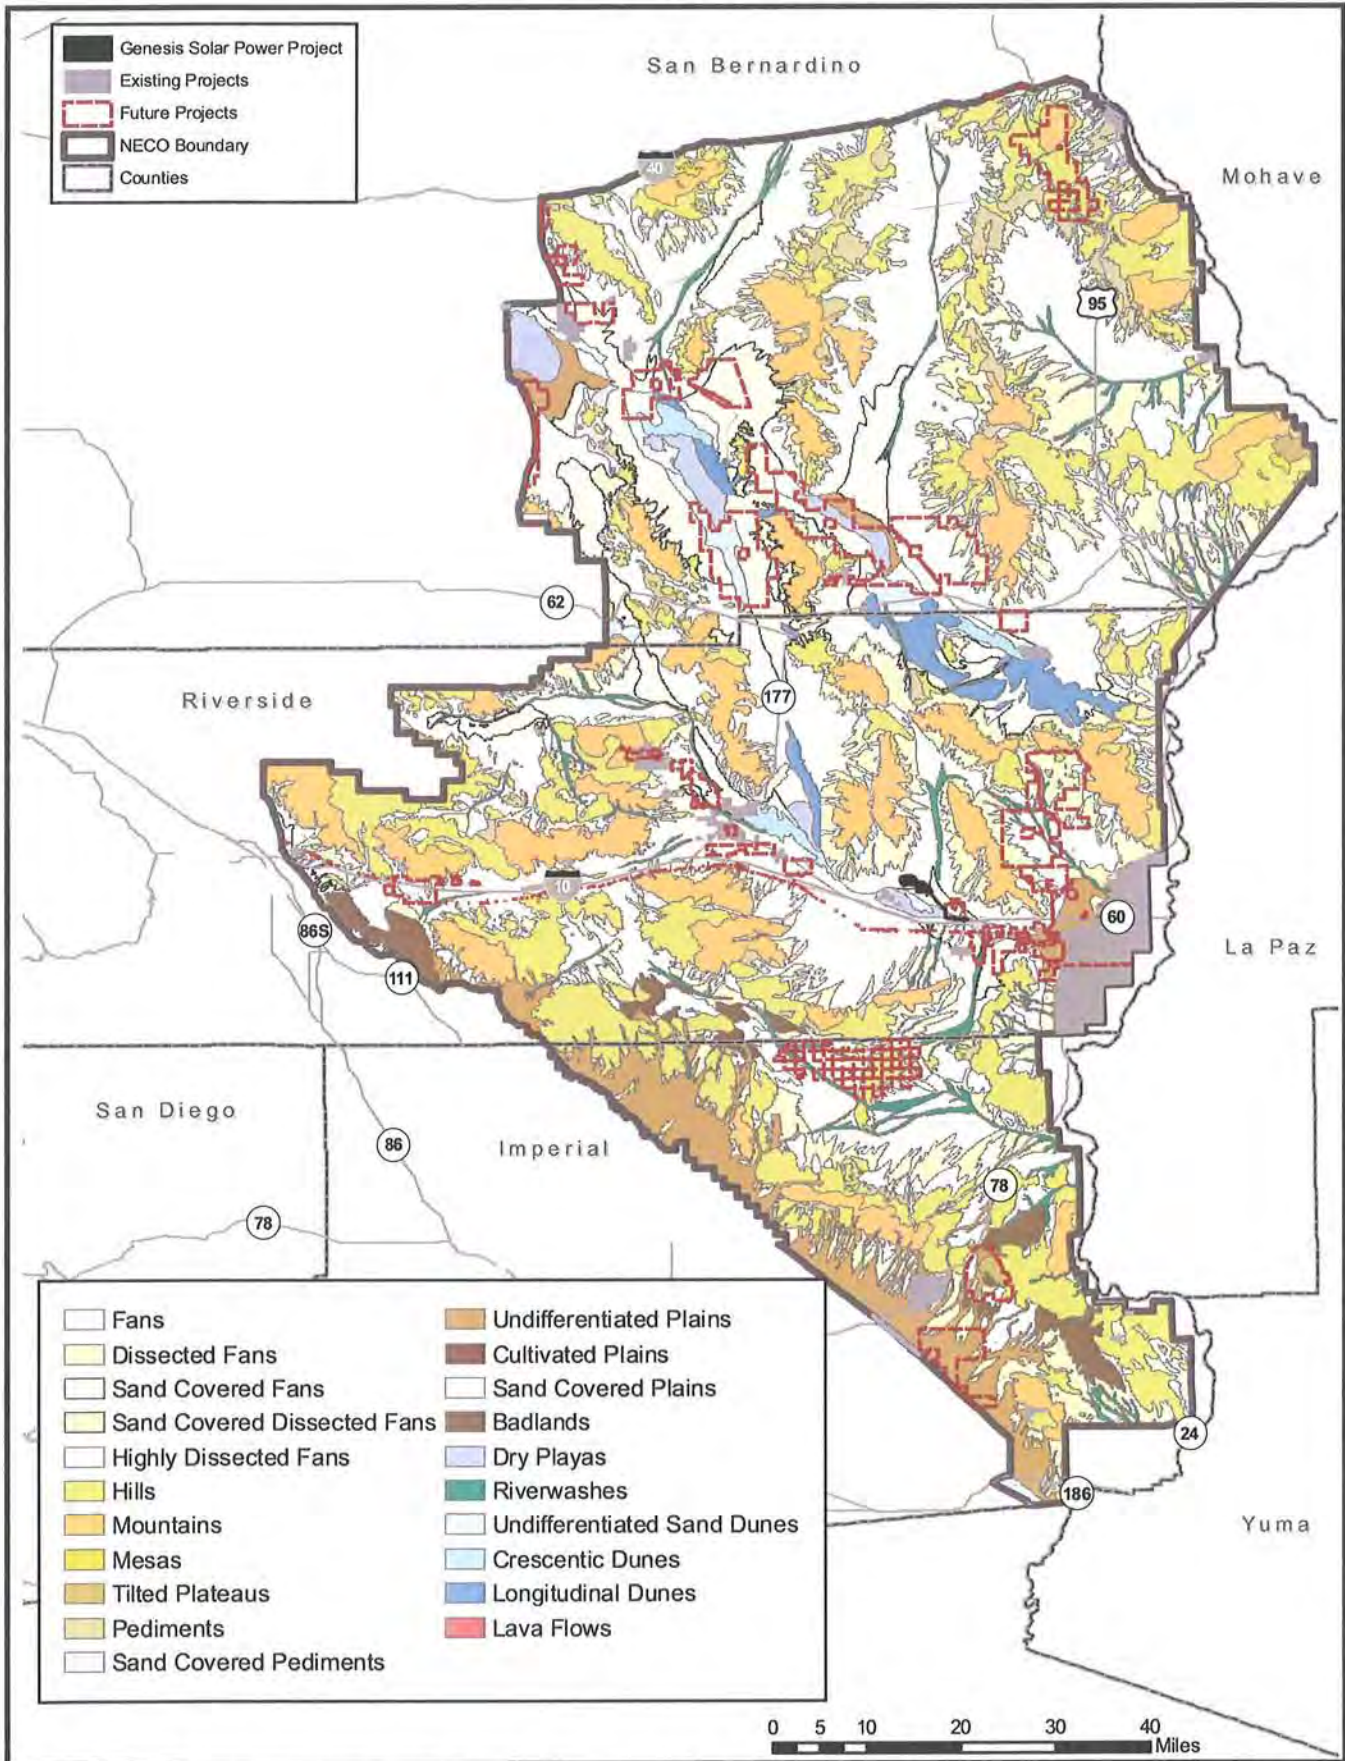 Genesis Solar Power Project
Existing Projects
Future Projects
NECO Boundary
Counties
San Bernardino
40
Mohave
95
62
Riverside
177
10
60
86S
111
La Paz
San Diego
Imperial
86
78
78
24
186
Yuma
Fans
Dissected Fans
Sand Covered Fans
Sand Covered Dissected Fans
Highly Dissected Fans
Hills
Mountains
Mesas
Tilted Plateaus
Pediments
Sand Covered Pediments
Undifferentiated Plains
Cultivated Plains
Sand Covered Plains
Badlands
Dry Playas
Riverwashes
Undifferentiated Sand Dunes
Crescentic Dunes
Longitudinal Dunes
Lava Flows
0 5 10 20 30 40
Miles